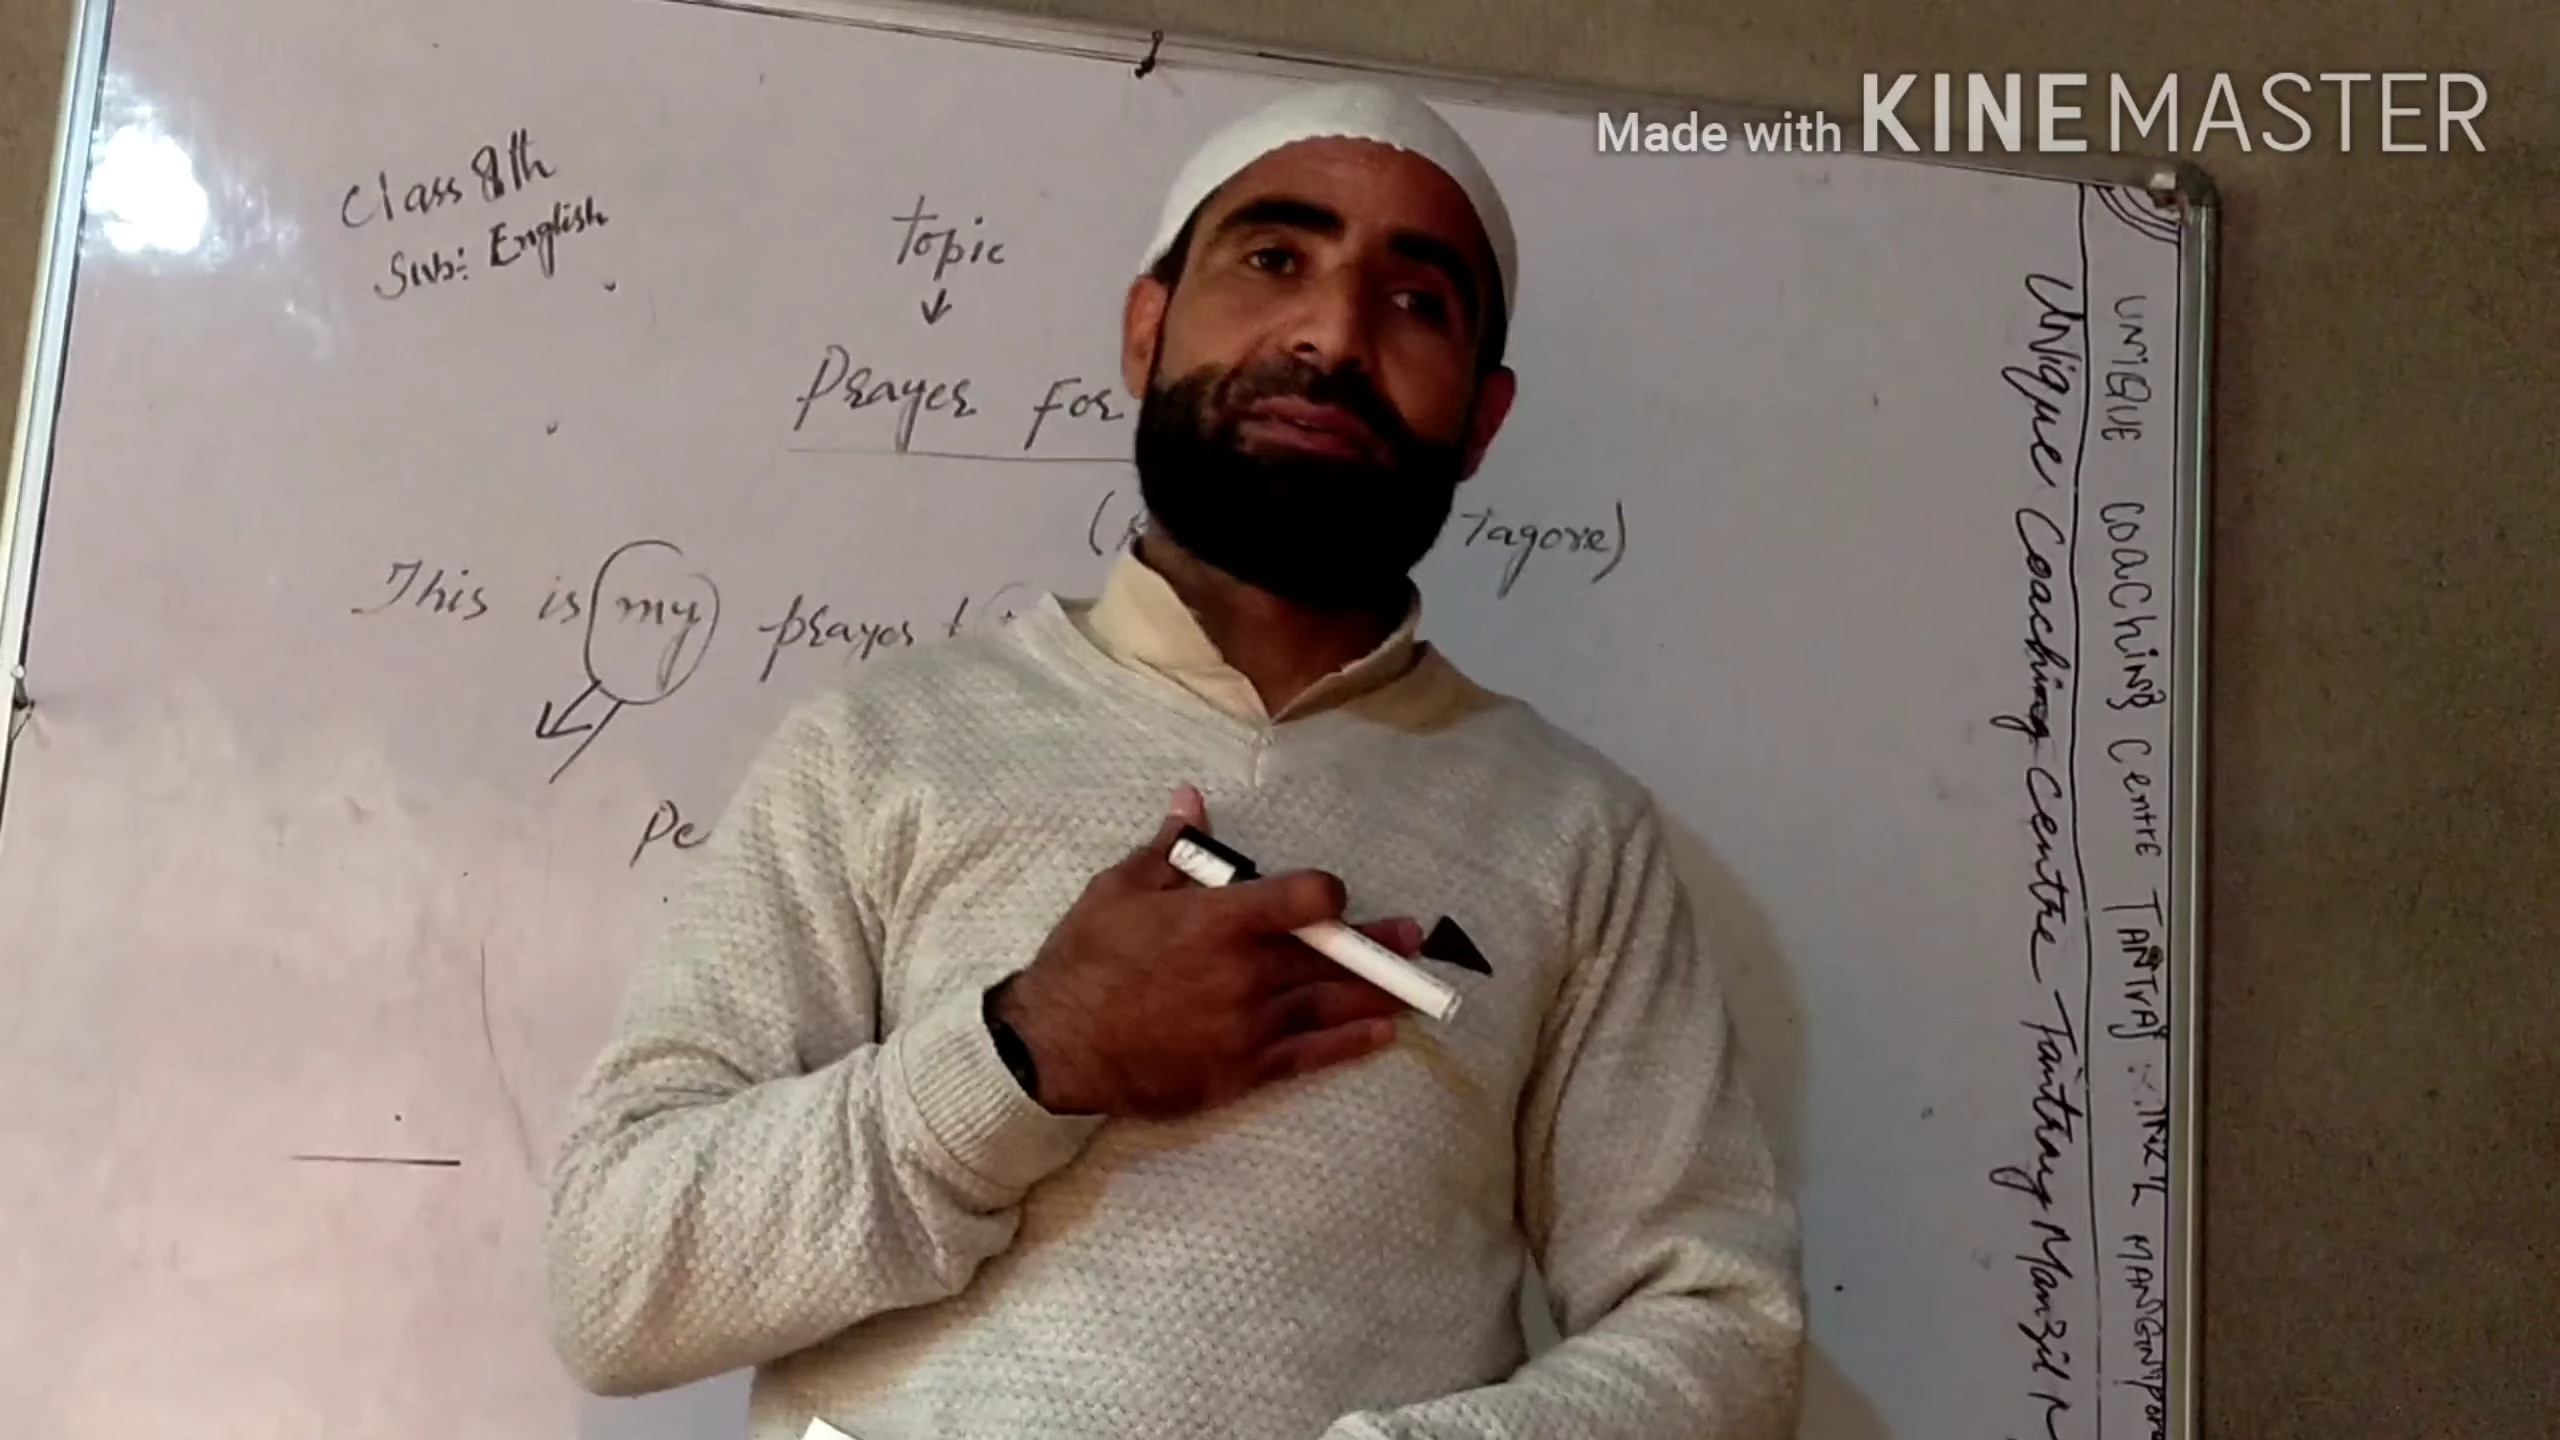 Made with KINEMASTER
Class 8th
Sub: English
Topic
Prayer For
Tagore)
This is my prayer t
Pe
UNIQUE COACHING CENTRE TANTRAY MANZIL MANGNIPORA
Unique Coaching Centre Tantray Manzil